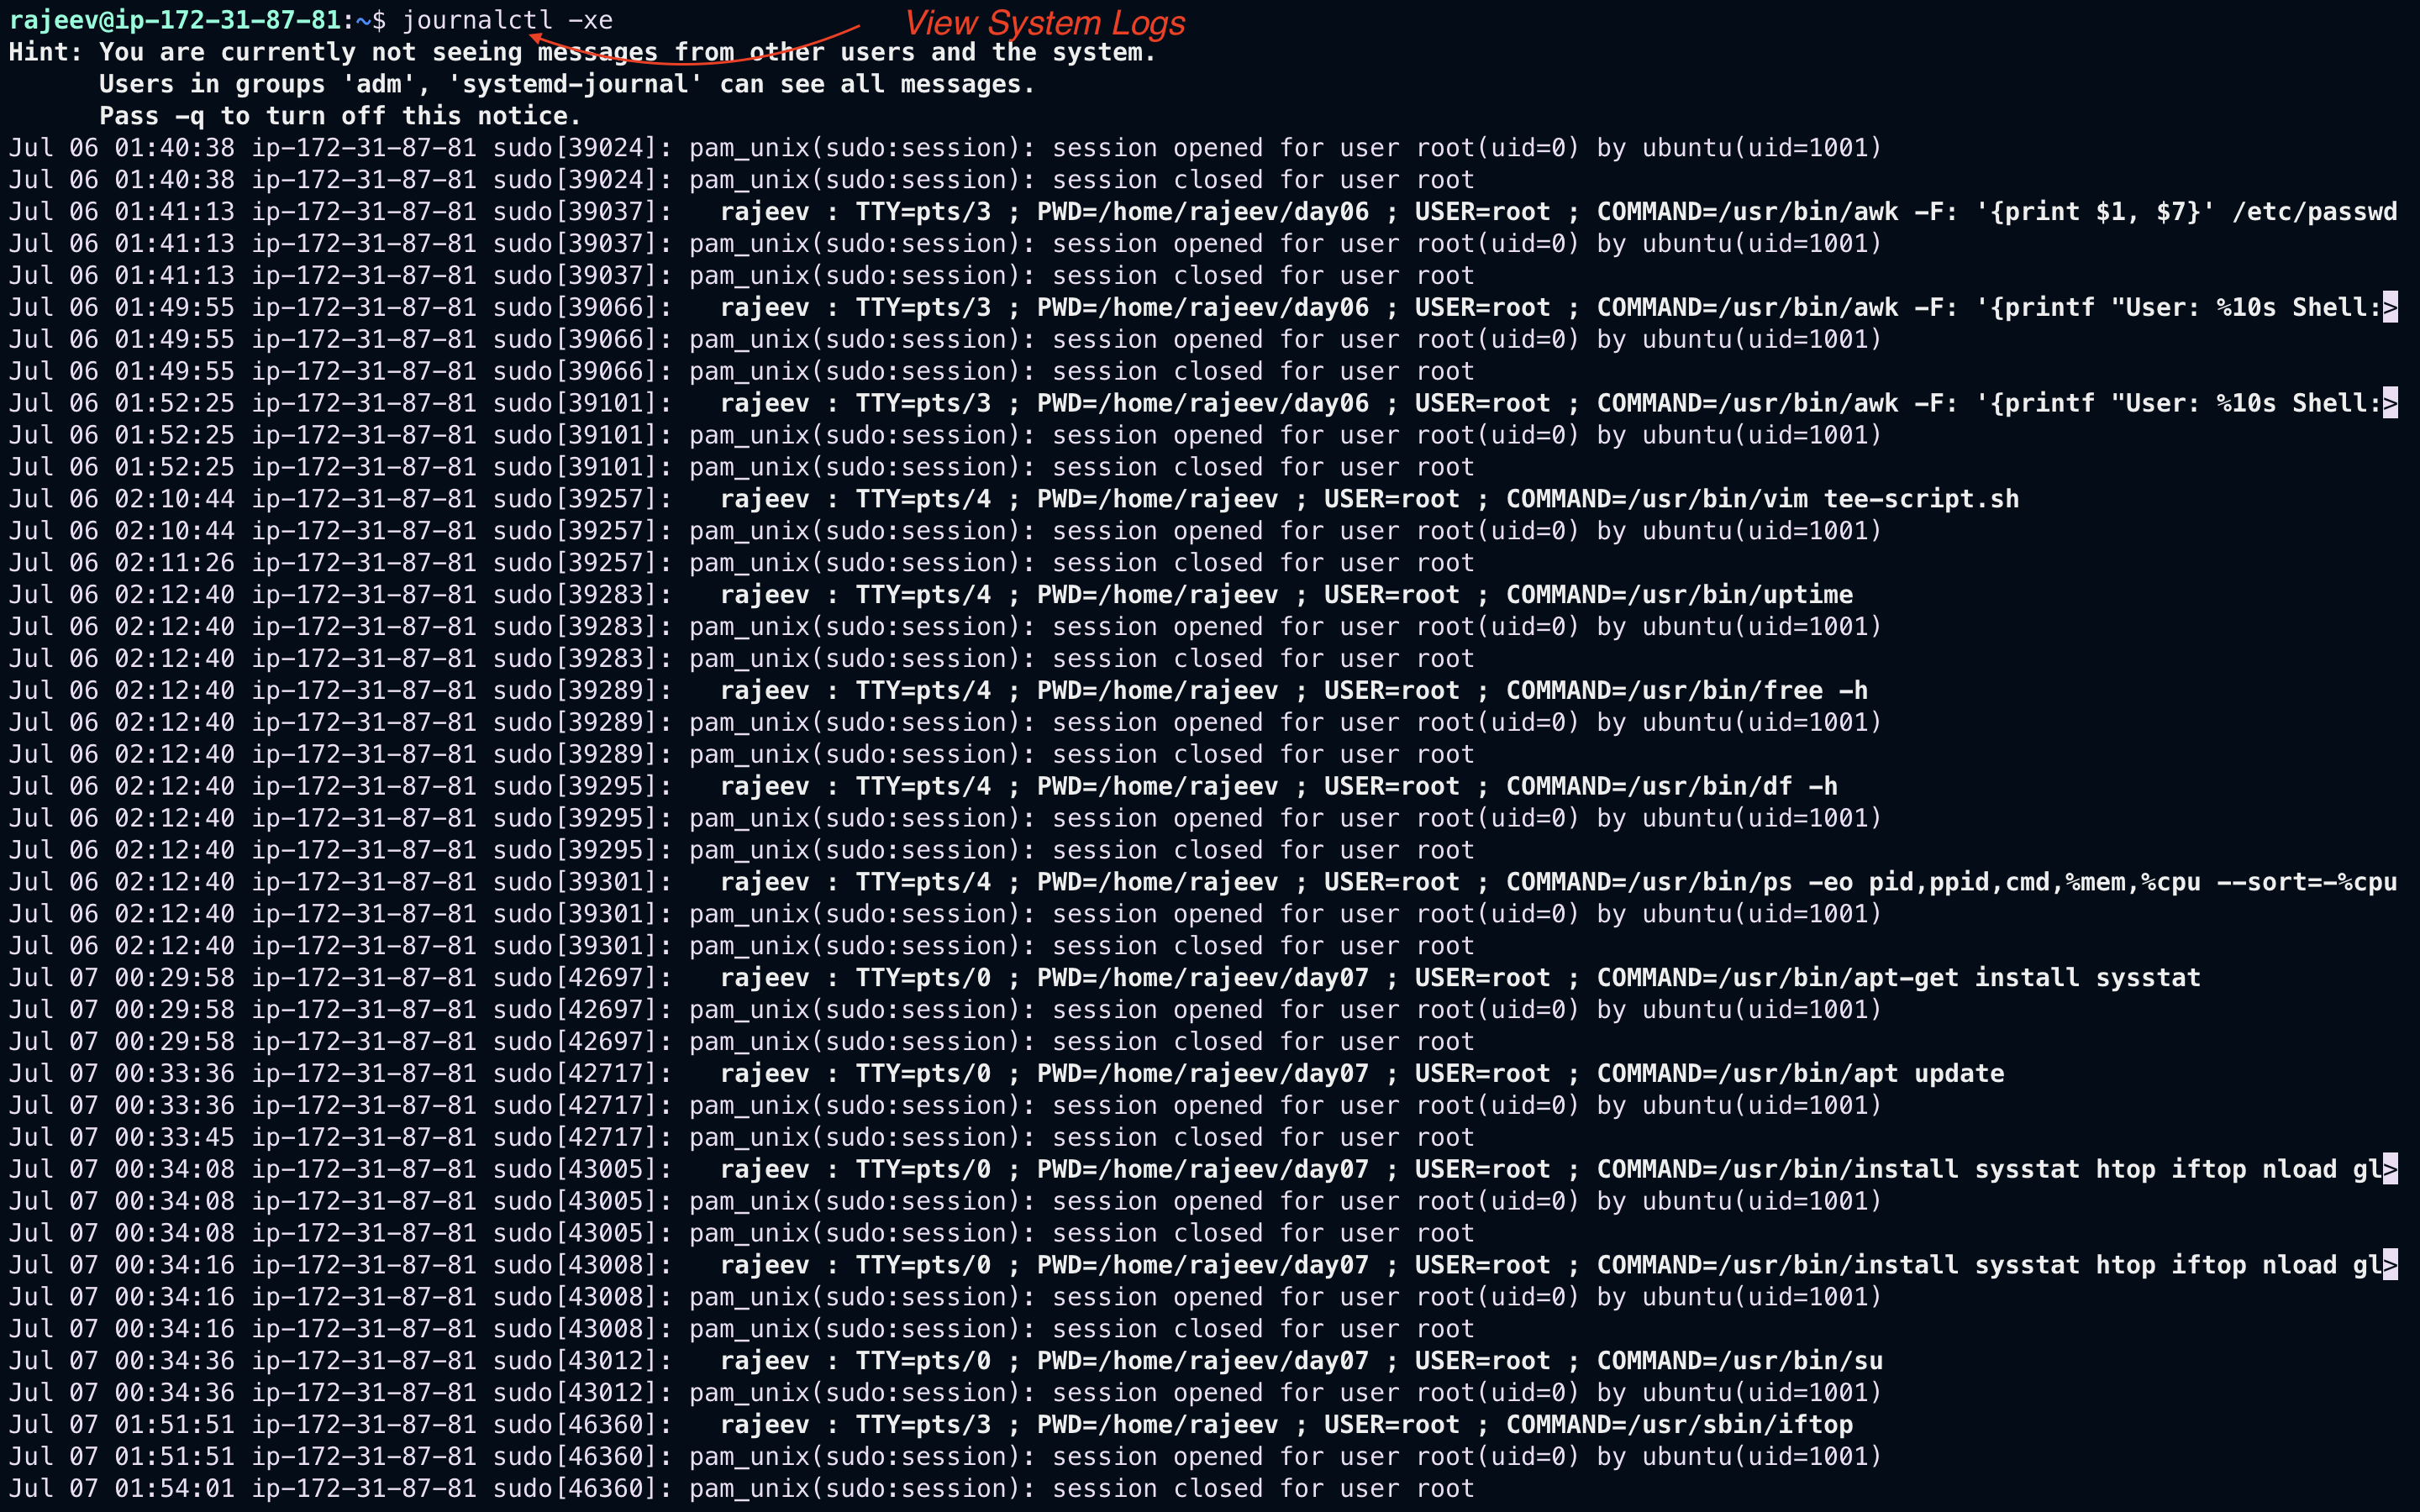 rajeev@ip-172-31-87-81:~$ journalctl -xe
View System Logs
Hint: You are currently not seeing messages from other users and the system.
      Users in groups 'adm', 'systemd-journal' can see all messages.
      Pass -q to turn off this notice.
Jul 06 01:40:38 ip-172-31-87-81 sudo[39024]: pam_unix(sudo:session): session opened for user root(uid=0) by ubuntu(uid=1001)
Jul 06 01:40:38 ip-172-31-87-81 sudo[39024]: pam_unix(sudo:session): session closed for user root
Jul 06 01:41:13 ip-172-31-87-81 sudo[39037]:   rajeev : TTY=pts/3 ; PWD=/home/rajeev/day06 ; USER=root ; COMMAND=/usr/bin/awk -F: '{print $1, $7}' /etc/passwd
Jul 06 01:41:13 ip-172-31-87-81 sudo[39037]: pam_unix(sudo:session): session opened for user root(uid=0) by ubuntu(uid=1001)
Jul 06 01:41:13 ip-172-31-87-81 sudo[39037]: pam_unix(sudo:session): session closed for user root
Jul 06 01:49:55 ip-172-31-87-81 sudo[39066]:   rajeev : TTY=pts/3 ; PWD=/home/rajeev/day06 ; USER=root ; COMMAND=/usr/bin/awk -F: '{printf "User: %10s Shell:>
Jul 06 01:49:55 ip-172-31-87-81 sudo[39066]: pam_unix(sudo:session): session opened for user root(uid=0) by ubuntu(uid=1001)
Jul 06 01:49:55 ip-172-31-87-81 sudo[39066]: pam_unix(sudo:session): session closed for user root
Jul 06 01:52:25 ip-172-31-87-81 sudo[39101]:   rajeev : TTY=pts/3 ; PWD=/home/rajeev/day06 ; USER=root ; COMMAND=/usr/bin/awk -F: '{printf "User: %10s Shell:>
Jul 06 01:52:25 ip-172-31-87-81 sudo[39101]: pam_unix(sudo:session): session opened for user root(uid=0) by ubuntu(uid=1001)
Jul 06 01:52:25 ip-172-31-87-81 sudo[39101]: pam_unix(sudo:session): session closed for user root
Jul 06 02:10:44 ip-172-31-87-81 sudo[39257]:   rajeev : TTY=pts/4 ; PWD=/home/rajeev ; USER=root ; COMMAND=/usr/bin/vim tee-script.sh
Jul 06 02:10:44 ip-172-31-87-81 sudo[39257]: pam_unix(sudo:session): session opened for user root(uid=0) by ubuntu(uid=1001)
Jul 06 02:11:26 ip-172-31-87-81 sudo[39257]: pam_unix(sudo:session): session closed for user root
Jul 06 02:12:40 ip-172-31-87-81 sudo[39283]:   rajeev : TTY=pts/4 ; PWD=/home/rajeev ; USER=root ; COMMAND=/usr/bin/uptime
Jul 06 02:12:40 ip-172-31-87-81 sudo[39283]: pam_unix(sudo:session): session opened for user root(uid=0) by ubuntu(uid=1001)
Jul 06 02:12:40 ip-172-31-87-81 sudo[39283]: pam_unix(sudo:session): session closed for user root
Jul 06 02:12:40 ip-172-31-87-81 sudo[39289]:   rajeev : TTY=pts/4 ; PWD=/home/rajeev ; USER=root ; COMMAND=/usr/bin/free -h
Jul 06 02:12:40 ip-172-31-87-81 sudo[39289]: pam_unix(sudo:session): session opened for user root(uid=0) by ubuntu(uid=1001)
Jul 06 02:12:40 ip-172-31-87-81 sudo[39289]: pam_unix(sudo:session): session closed for user root
Jul 06 02:12:40 ip-172-31-87-81 sudo[39295]:   rajeev : TTY=pts/4 ; PWD=/home/rajeev ; USER=root ; COMMAND=/usr/bin/df -h
Jul 06 02:12:40 ip-172-31-87-81 sudo[39295]: pam_unix(sudo:session): session opened for user root(uid=0) by ubuntu(uid=1001)
Jul 06 02:12:40 ip-172-31-87-81 sudo[39295]: pam_unix(sudo:session): session closed for user root
Jul 06 02:12:40 ip-172-31-87-81 sudo[39301]:   rajeev : TTY=pts/4 ; PWD=/home/rajeev ; USER=root ; COMMAND=/usr/bin/ps -eo pid,ppid,cmd,%mem,%cpu --sort=-%cpu
Jul 06 02:12:40 ip-172-31-87-81 sudo[39301]: pam_unix(sudo:session): session opened for user root(uid=0) by ubuntu(uid=1001)
Jul 06 02:12:40 ip-172-31-87-81 sudo[39301]: pam_unix(sudo:session): session closed for user root
Jul 07 00:29:58 ip-172-31-87-81 sudo[42697]:   rajeev : TTY=pts/0 ; PWD=/home/rajeev/day07 ; USER=root ; COMMAND=/usr/bin/apt-get install sysstat
Jul 07 00:29:58 ip-172-31-87-81 sudo[42697]: pam_unix(sudo:session): session opened for user root(uid=0) by ubuntu(uid=1001)
Jul 07 00:29:58 ip-172-31-87-81 sudo[42697]: pam_unix(sudo:session): session closed for user root
Jul 07 00:33:36 ip-172-31-87-81 sudo[42717]:   rajeev : TTY=pts/0 ; PWD=/home/rajeev/day07 ; USER=root ; COMMAND=/usr/bin/apt update
Jul 07 00:33:36 ip-172-31-87-81 sudo[42717]: pam_unix(sudo:session): session opened for user root(uid=0) by ubuntu(uid=1001)
Jul 07 00:33:45 ip-172-31-87-81 sudo[42717]: pam_unix(sudo:session): session closed for user root
Jul 07 00:34:08 ip-172-31-87-81 sudo[43005]:   rajeev : TTY=pts/0 ; PWD=/home/rajeev/day07 ; USER=root ; COMMAND=/usr/bin/install sysstat htop iftop nload gl>
Jul 07 00:34:08 ip-172-31-87-81 sudo[43005]: pam_unix(sudo:session): session opened for user root(uid=0) by ubuntu(uid=1001)
Jul 07 00:34:08 ip-172-31-87-81 sudo[43005]: pam_unix(sudo:session): session closed for user root
Jul 07 00:34:16 ip-172-31-87-81 sudo[43008]:   rajeev : TTY=pts/0 ; PWD=/home/rajeev/day07 ; USER=root ; COMMAND=/usr/bin/install sysstat htop iftop nload gl>
Jul 07 00:34:16 ip-172-31-87-81 sudo[43008]: pam_unix(sudo:session): session opened for user root(uid=0) by ubuntu(uid=1001)
Jul 07 00:34:16 ip-172-31-87-81 sudo[43008]: pam_unix(sudo:session): session closed for user root
Jul 07 00:34:36 ip-172-31-87-81 sudo[43012]:   rajeev : TTY=pts/0 ; PWD=/home/rajeev/day07 ; USER=root ; COMMAND=/usr/bin/su
Jul 07 00:34:36 ip-172-31-87-81 sudo[43012]: pam_unix(sudo:session): session opened for user root(uid=0) by ubuntu(uid=1001)
Jul 07 01:51:51 ip-172-31-87-81 sudo[46360]:   rajeev : TTY=pts/3 ; PWD=/home/rajeev ; USER=root ; COMMAND=/usr/sbin/iftop
Jul 07 01:51:51 ip-172-31-87-81 sudo[46360]: pam_unix(sudo:session): session opened for user root(uid=0) by ubuntu(uid=1001)
Jul 07 01:54:01 ip-172-31-87-81 sudo[46360]: pam_unix(sudo:session): session closed for user root